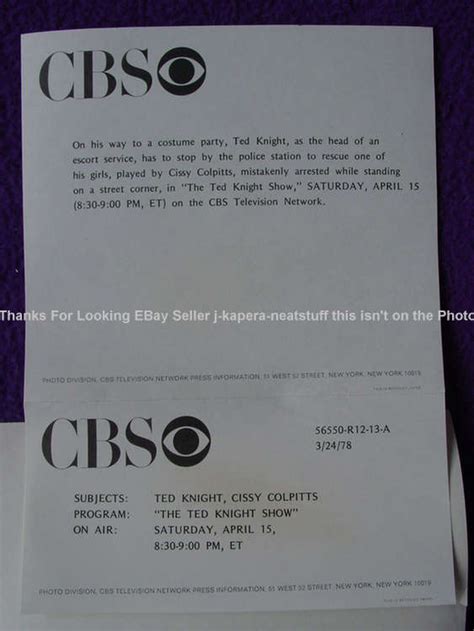 CBS
On his way to a costume party, Ted Knight, as the head of an
escort service, has to stop by the police station to rescue one of
his girls, played by Cissy Colpitts, mistakenly arrested while standing
on a street corner, in "The Ted Knight Show," SATURDAY, APRIL 15
(8:30-9:00 PM, ET) on the CBS Television Network.
Thanks For Looking EBay Seller j-kapera-neatstuff this isn't on the Photo
PHOTO DIVISION, CBS TELEVISION NETWORK PRESS INFORMATION, 51 WEST 52 STREET, NEW YORK, NEW YORK 10019
CBS
56550-R12-13-A
3/24/78
SUBJECTS: TED KNIGHT, CISSY COLPITTS
PROGRAM: "THE TED KNIGHT SHOW"
ON AIR: SATURDAY, APRIL 15,
8:30-9:00 PM, ET
PHOTO DIVISION, CBS TELEVISION NETWORK PRESS INFORMATION, 51 WEST 52 STREET, NEW YORK, NEW YORK 10019